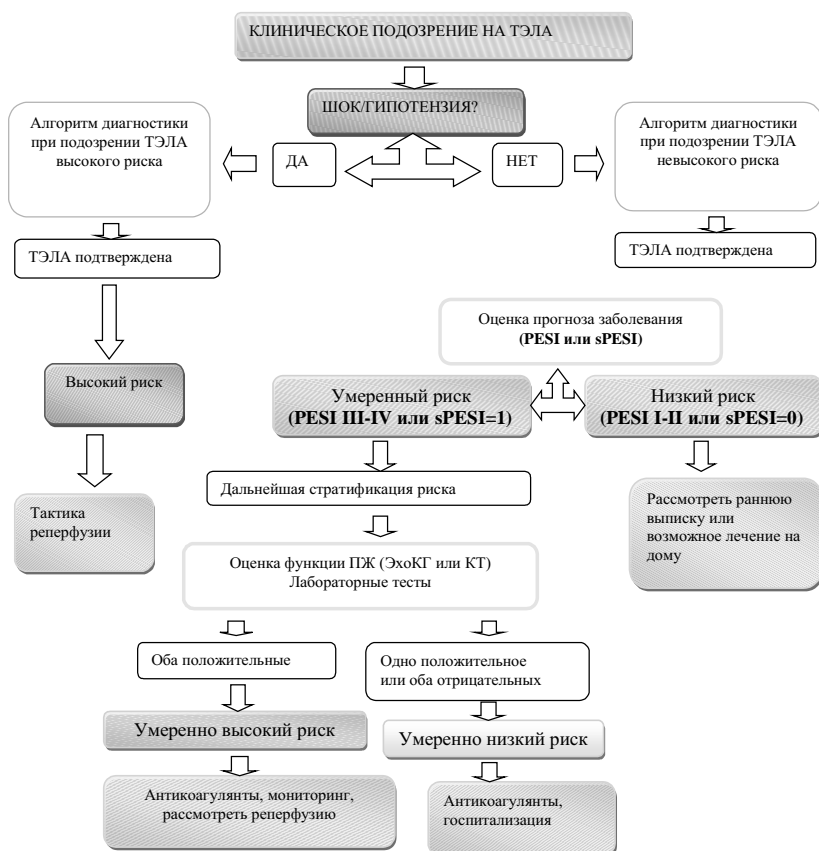 КЛИНИЧЕСКОЕ ПОДОЗРЕНИЕ НА ТЭЛА
ШОК/ГИПОТЕНЗИЯ?
Алгоритм диагностики
при подозрении ТЭЛА
высокого риска
ДА
НЕТ
Алгоритм диагностики
при подозрении ТЭЛА
невысокого риска
ТЭЛА подтверждена
ТЭЛА подтверждена
Оценка прогноза заболевания
(PESI или sPESI)
Высокий риск
Умеренный риск
(PESI III-IV или sPESI=1)
Низкий риск
(PESI I-II или sPESI=0)
Тактика
реперфузии
Дальнейшая стратификация риска
Рассмотреть раннюю
выписку или
возможное лечение на
дому
Оценка функции ПЖ (ЭхоКГ или КТ)
Лабораторные тесты
Оба положительные
Одно положительное
или оба отрицательных
Умеренно высокий риск
Умеренно низкий риск
Антикоагулянты, мониторинг,
рассмотреть реперфузию
Антикоагулянты,
госпитализация